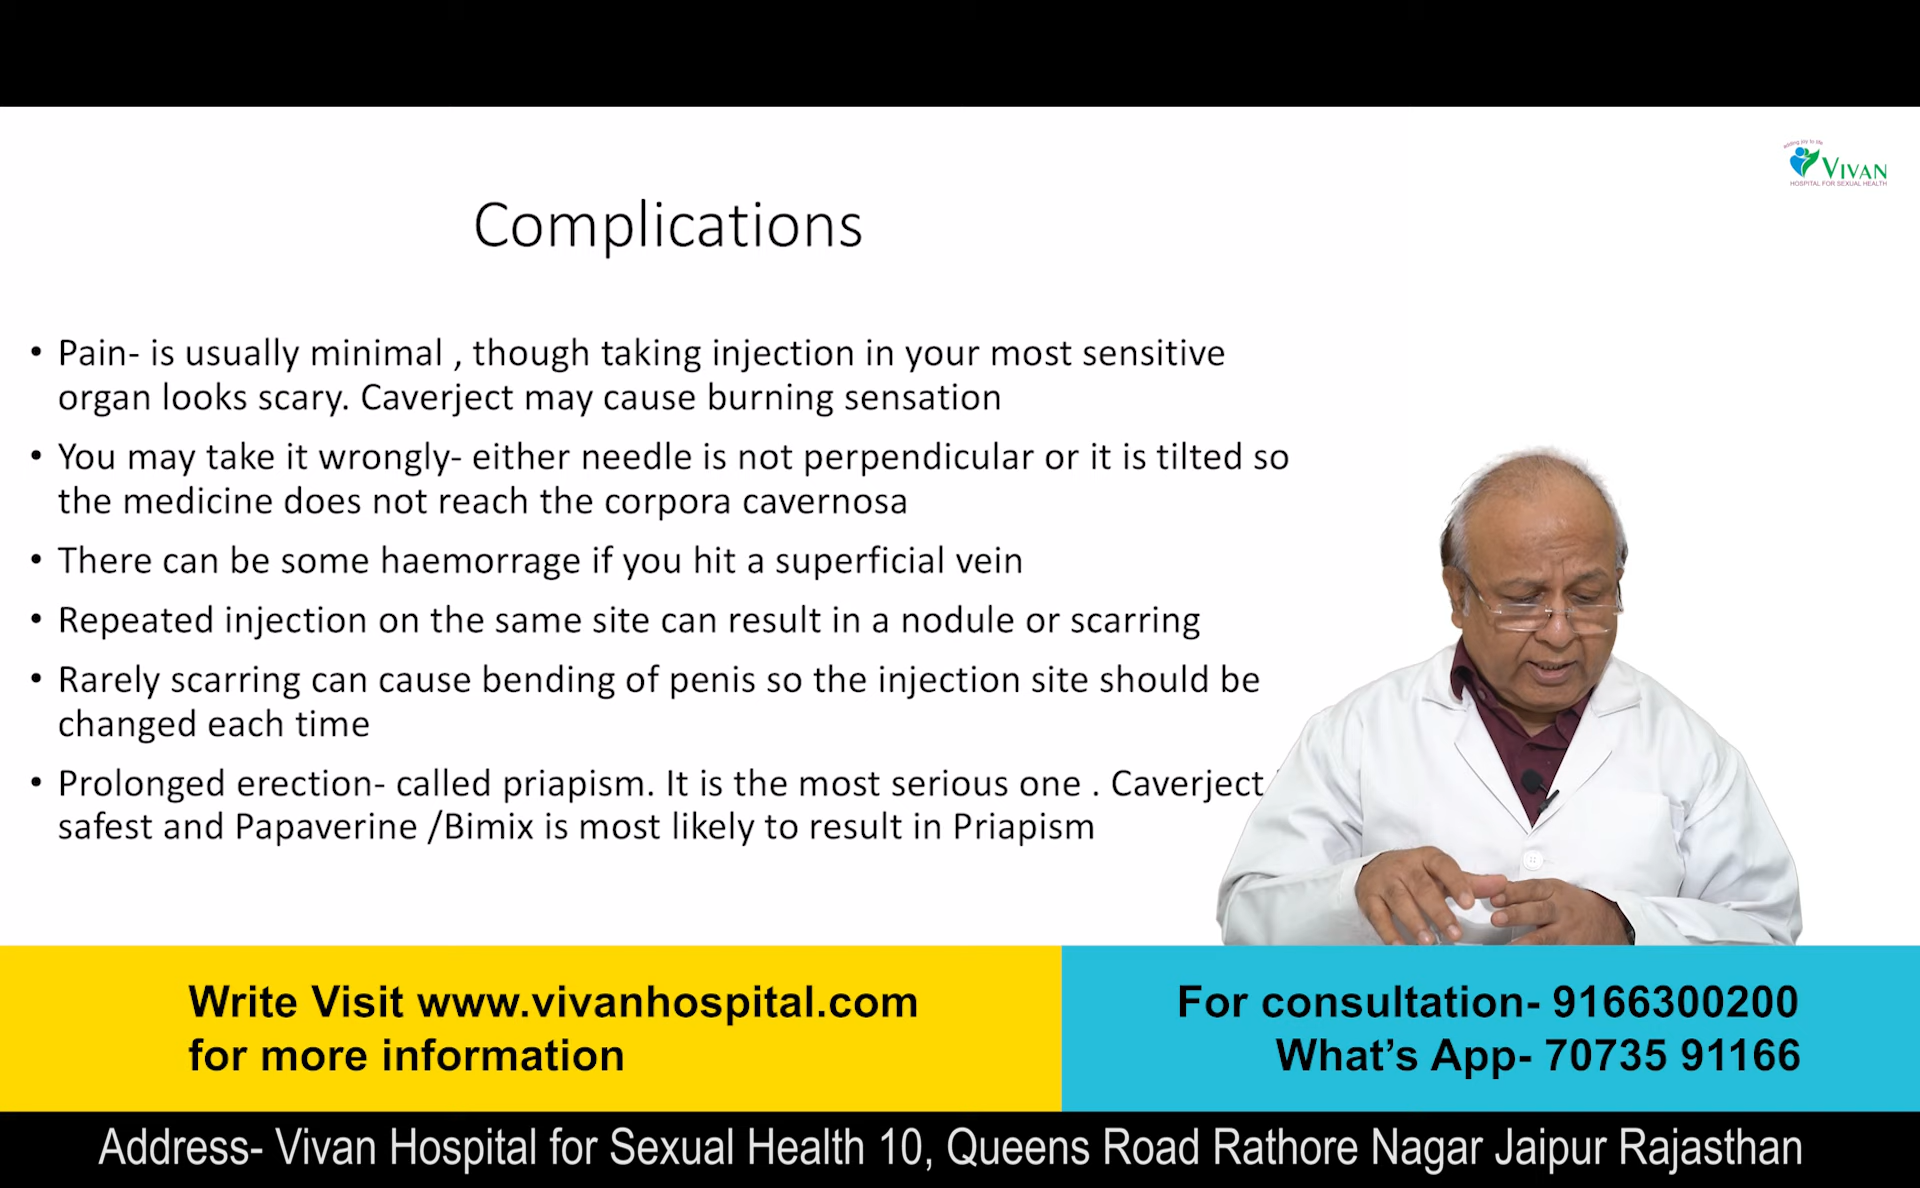 adding joy to life
VIVAN
HOSPITAL FOR SEXUAL HEALTH
Complications
• Pain- is usually minimal , though taking injection in your most sensitive
organ looks scary. Caverject may cause burning sensation
• You may take it wrongly- either needle is not perpendicular or it is tilted so
the medicine does not reach the corpora cavernosa
• There can be some haemorrage if you hit a superficial vein
• Repeated injection on the same site can result in a nodule or scarring
• Rarely scarring can cause bending of penis so the injection site should be
changed each time
• Prolonged erection- called priapism. It is the most serious one . Caverject
safest and Papaverine /Bimix is most likely to result in Priapism
Write Visit www.vivanhospital.com
for more information
For consultation- 9166300200
What’s App- 70735 91166
Address- Vivan Hospital for Sexual Health 10, Queens Road Rathore Nagar Jaipur Rajasthan